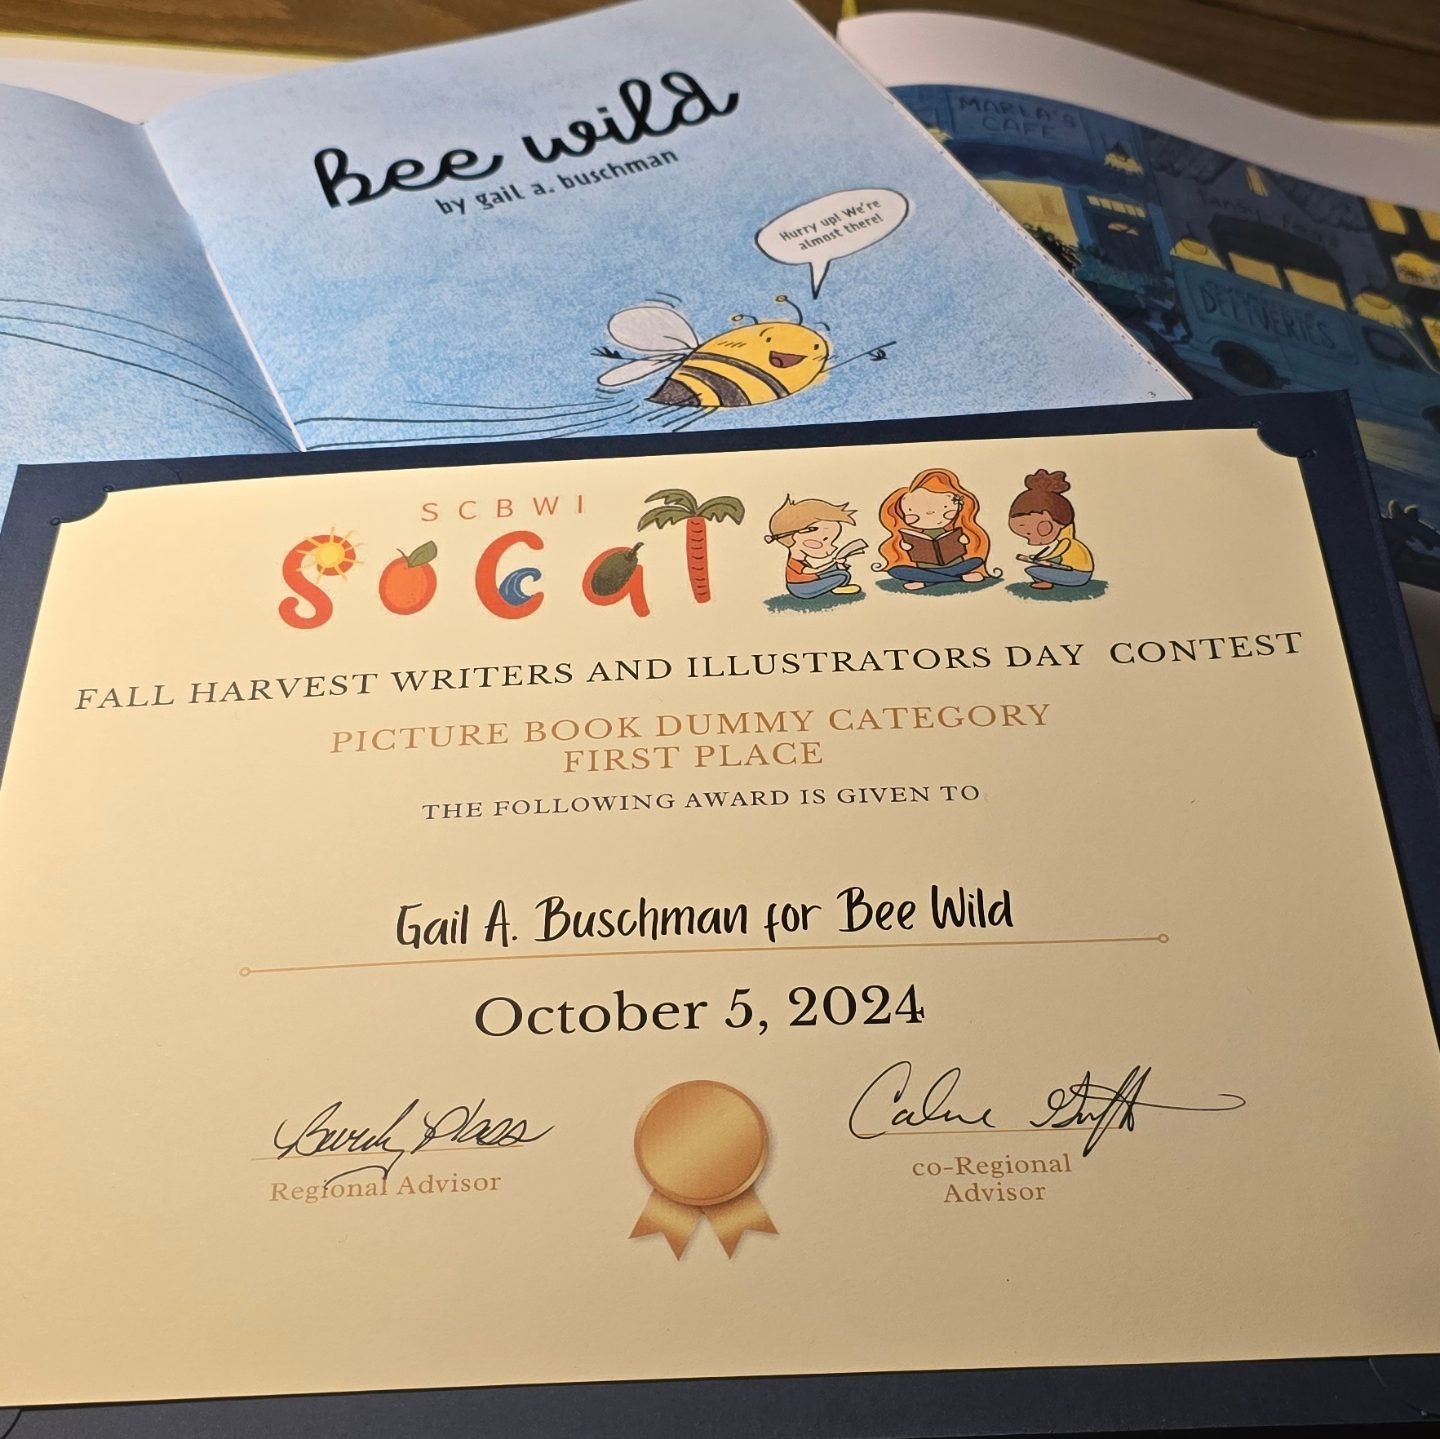 Bee wild
by gail a. buschman
Hurry up! We're
almost there!
3
MARLA'S
CAFE
DELIVERIES
SCBWI
SoCal
FALL HARVEST WRITERS AND ILLUSTRATORS DAY CONTEST
PICTURE BOOK DUMMY CATEGORY
FIRST PLACE
THE FOLLOWING AWARD IS GIVEN TO
Gail A. Buschman for Bee Wild
October 5, 2024
Regional Advisor
co-Regional
Advisor